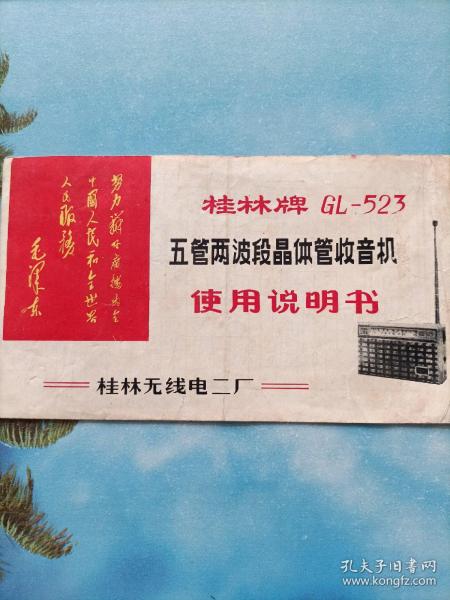 努力办好广播为全
中国人民和全世界
人民服务
毛泽东
桂林牌 GL-523
五管两波段晶体管收音机
使用说明书
桂林无线电二厂
孔夫子旧书网
www.kongfz.com